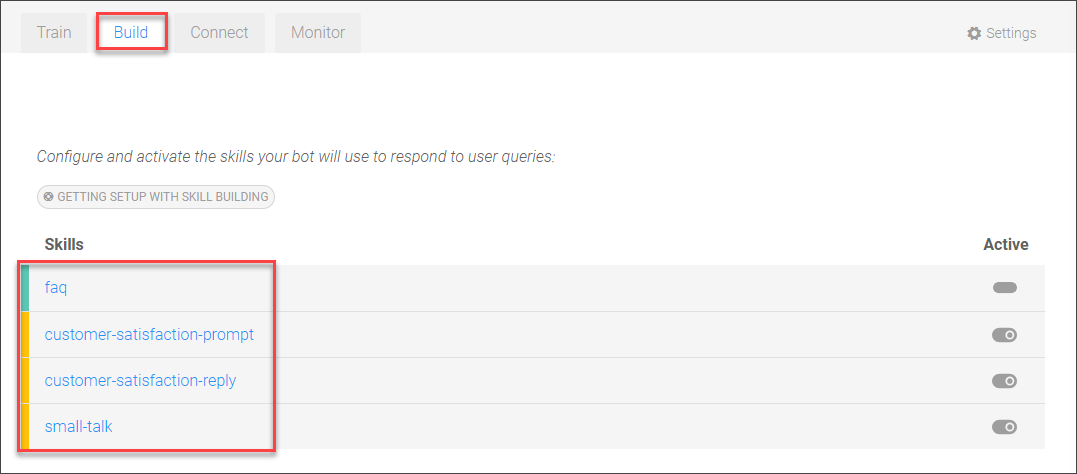 Train Build Connect Monitor Settings
Configure and activate the skills your bot will use to respond to user queries:
GETTING SETUP WITH SKILL BUILDING
Skills Active
faq
customer-satisfaction-prompt
customer-satisfaction-reply
small-talk